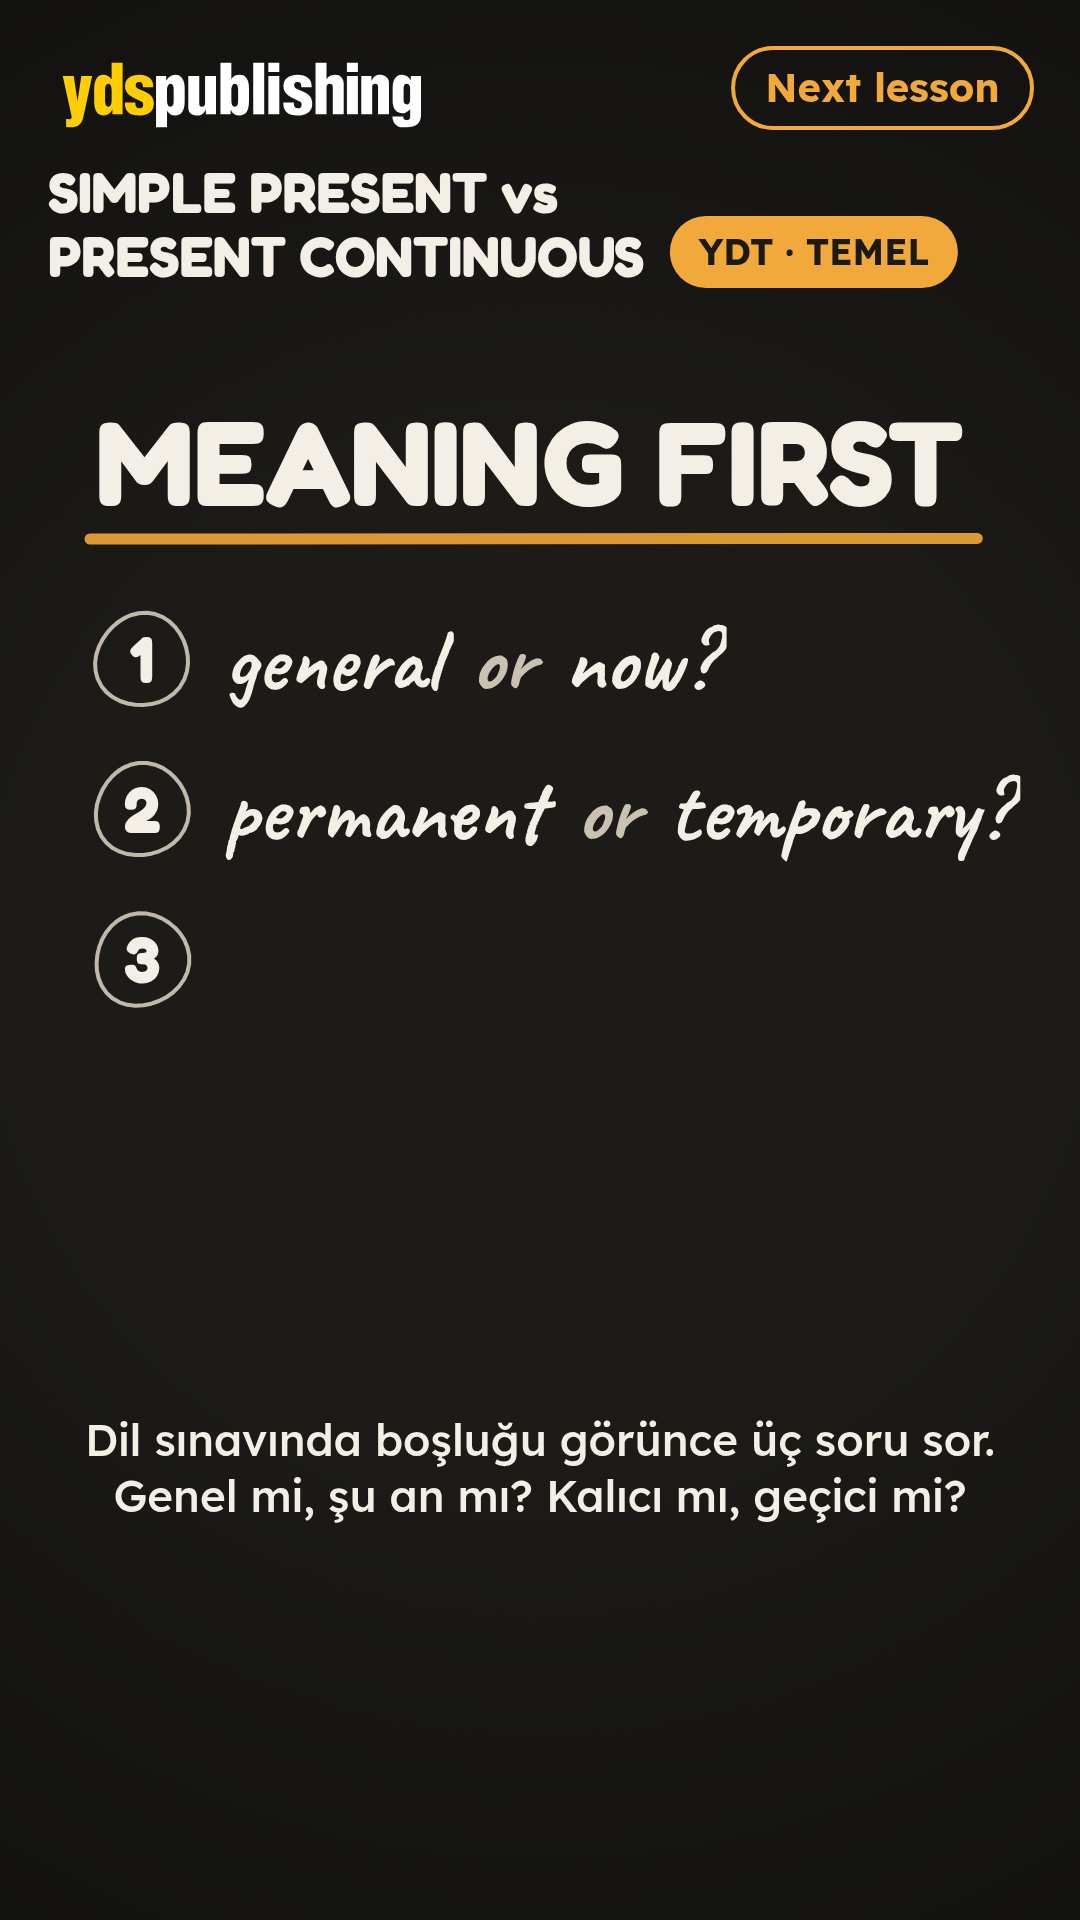 ydspublishing
Next lesson
SIMPLE PRESENT vs
PRESENT CONTINUOUS
YDT · TEMEL
MEANING FIRST
1 general or now?
2 permanent or temporary?
3
Dil sınavında boşluğu görünce üç soru sor.
Genel mi, şu an mı? Kalıcı mı, geçici mi?